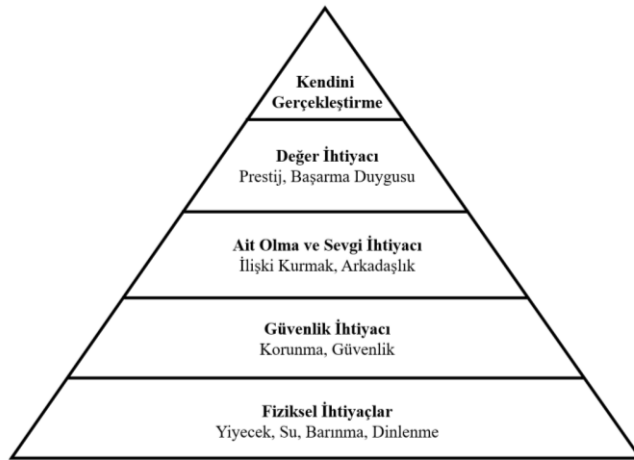 Kendini
Gerçekleştirme
Değer İhtiyacı
Prestij, Başarma Duygusu
Ait Olma ve Sevgi İhtiyacı
İlişki Kurmak, Arkadaşlık
Güvenlik İhtiyacı
Korunma, Güvenlik
Fiziksel İhtiyaçlar
Yiyecek, Su, Barınma, Dinlenme